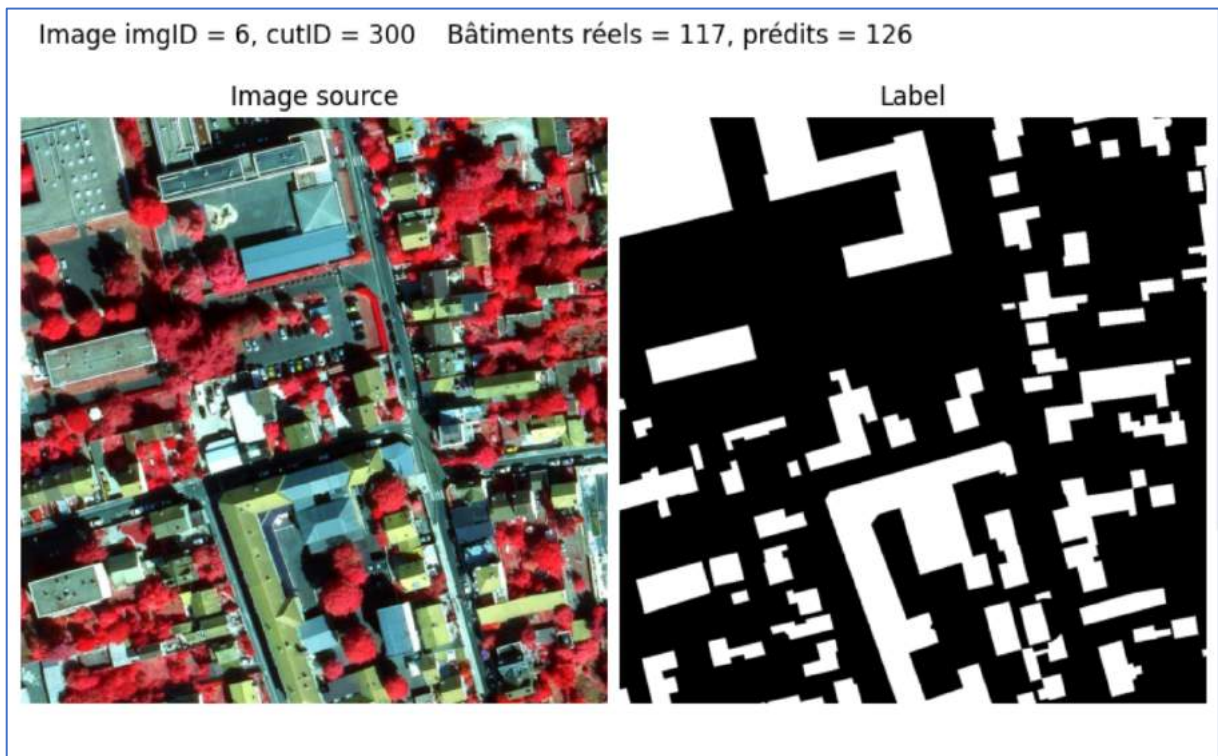 Image imgID = 6, cutID = 300    Bâtiments réels = 117, prédits = 126
Image source
Label